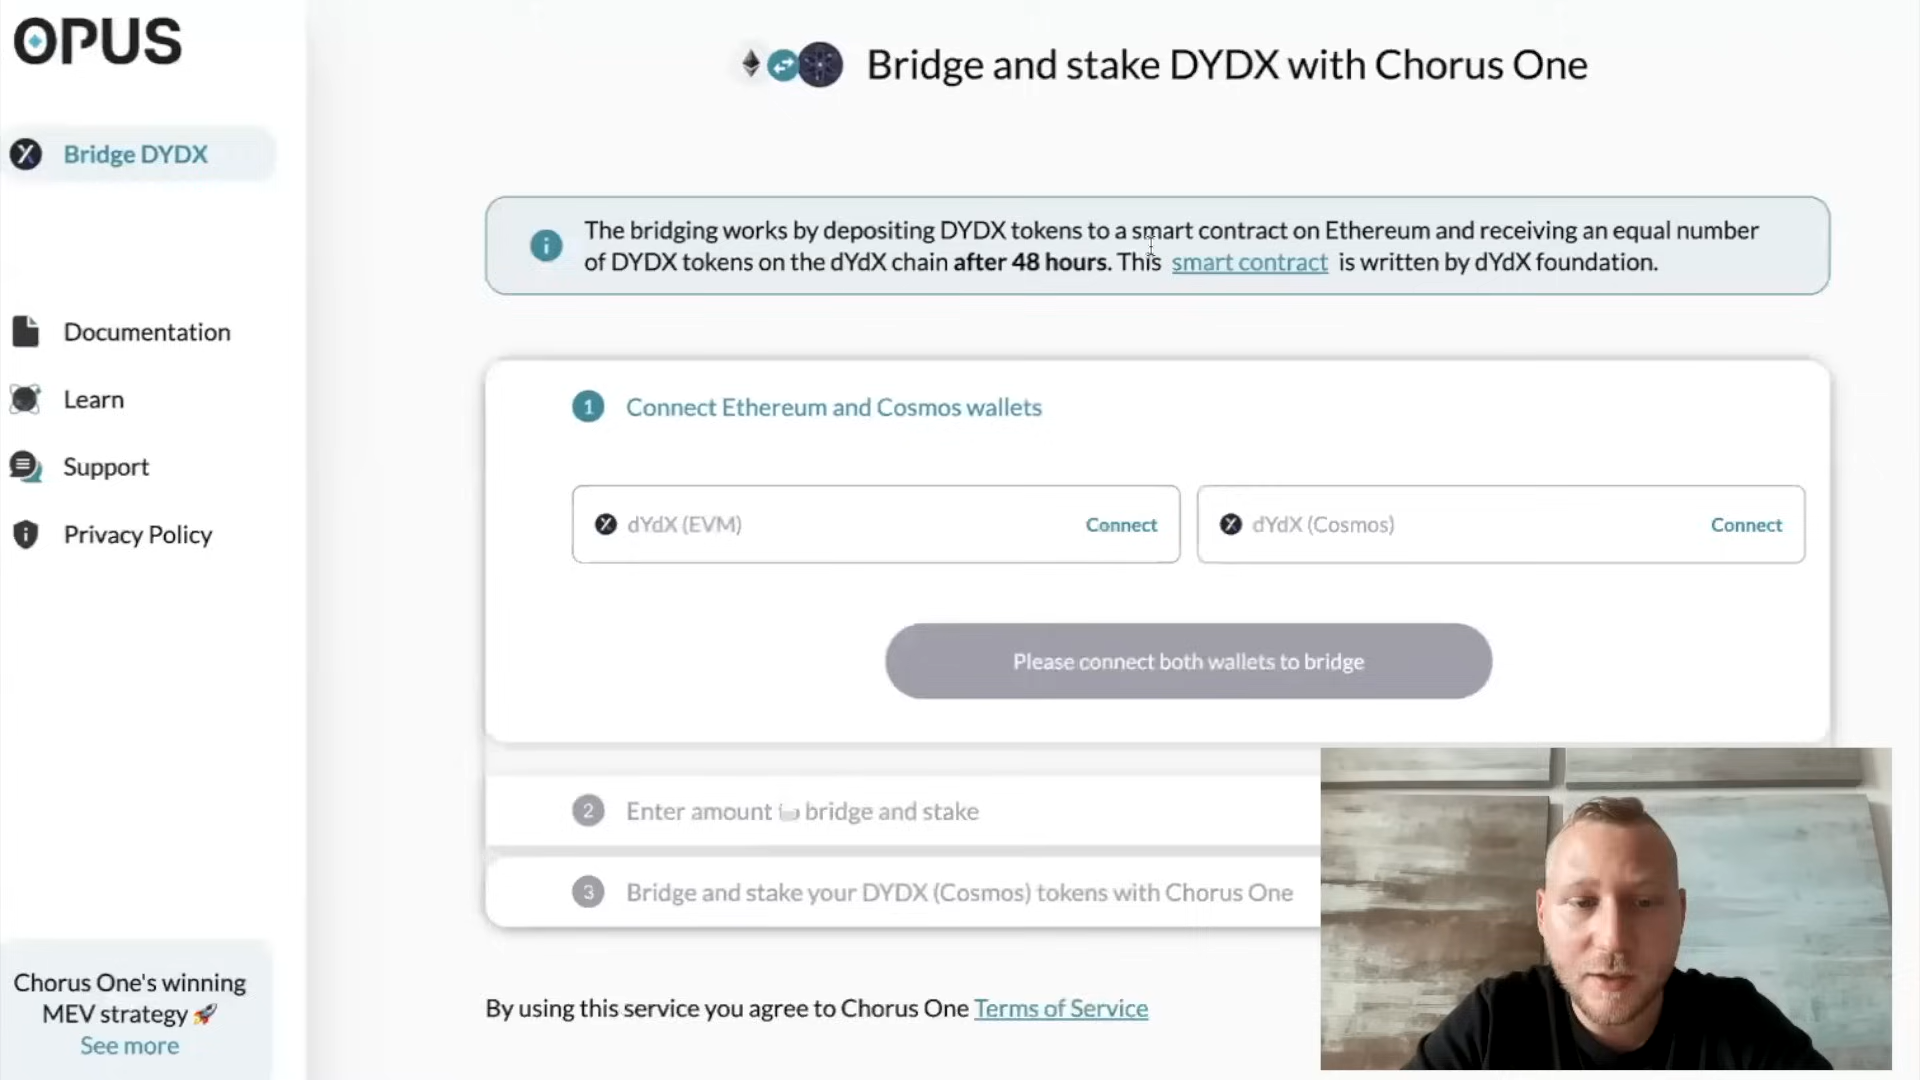 OPUS
Bridge and stake DYDX with Chorus One
Bridge DYDX
The bridging works by depositing DYDX tokens to a smart contract on Ethereum and receiving an equal number
of DYDX tokens on the dYdX chain after 48 hours. This smart contract is written by dYdX foundation.
Documentation
Learn
Support
Privacy Policy
1 Connect Ethereum and Cosmos wallets
dYdX (EVM) Connect
dYdX (Cosmos) Connect
Please connect both wallets to bridge
2 Enter amount to bridge and stake
3 Bridge and stake your DYDX (Cosmos) tokens with Chorus One
Chorus One's winning
MEV strategy 🚀
See more
By using this service you agree to Chorus One Terms of Service